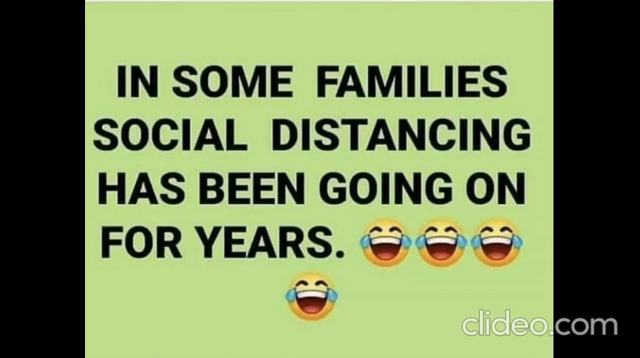 IN SOME FAMILIES
SOCIAL DISTANCING
HAS BEEN GOING ON
FOR YEARS. 😂😂😂
😂
clideo.com